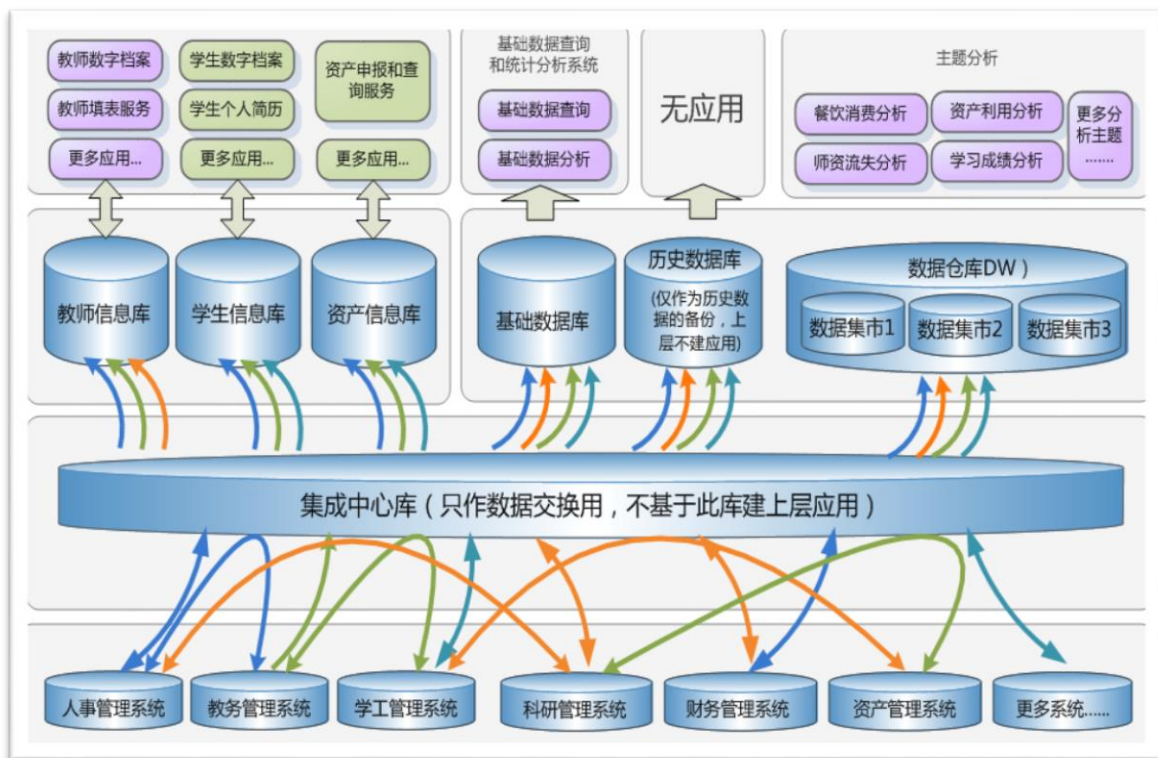 教师数字档案
教师填表服务
更多应用...
学生数字档案
学生个人简历
更多应用...
资产申报和查
询服务
更多应用...
基础数据查询
和统计分析系统
基础数据查询
基础数据分析
无应用
主题分析
餐饮消费分析
资产利用分析
师资流失分析
学习成绩分析
更多分
析主题
.......
教师信息库
学生信息库
资产信息库
基础数据库
历史数据库
(仅作为历史数
据的备份，上
层不建应用)
数据仓库DW）
数据集市1
数据集市2
数据集市3
集成中心库（只作数据交换用，不基于此库建上层应用）
人事管理系统
教务管理系统
学工管理系统
科研管理系统
财务管理系统
资产管理系统
更多系统......